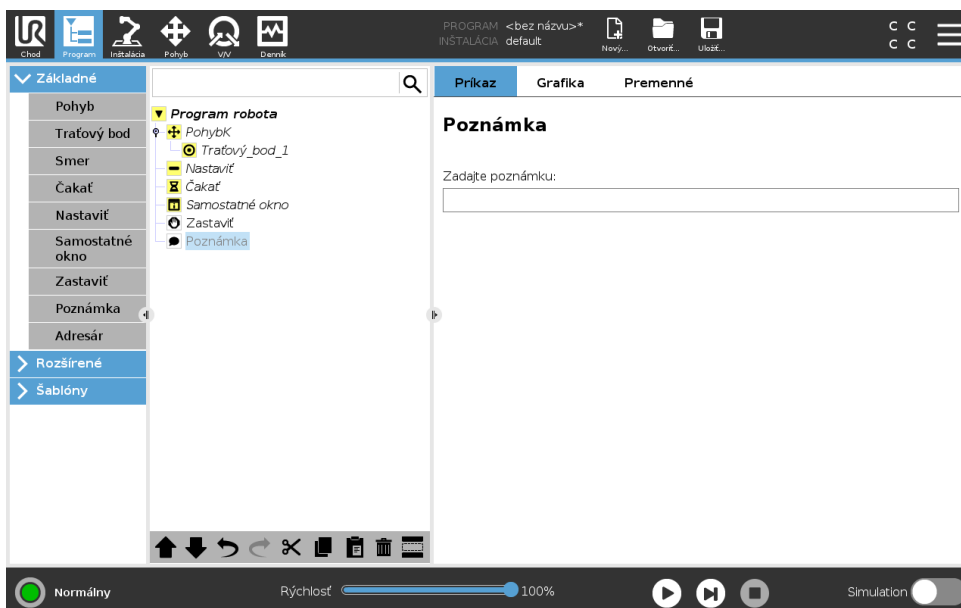 PROGRAM <bez názvu>*
INŠTALÁCIA default
Chod
Program
Inštalácia
Pohyb
V/V
Denník
Nový...
Otvoriť...
Uložiť...
C C
C C
Základné
Pohyb
Traťový bod
Smer
Čakať
Nastaviť
Samostatné
okno
Zastaviť
Poznámka
Adresár
Rozšírené
Šablóny
Program robota
PohybK
Traťový_bod_1
Nastaviť
Čakať
Samostatné okno
Zastaviť
Poznámka
Príkaz
Grafika
Premenné
Poznámka
Zadajte poznámku:
Normálny
Rýchlosť
100%
Simulation